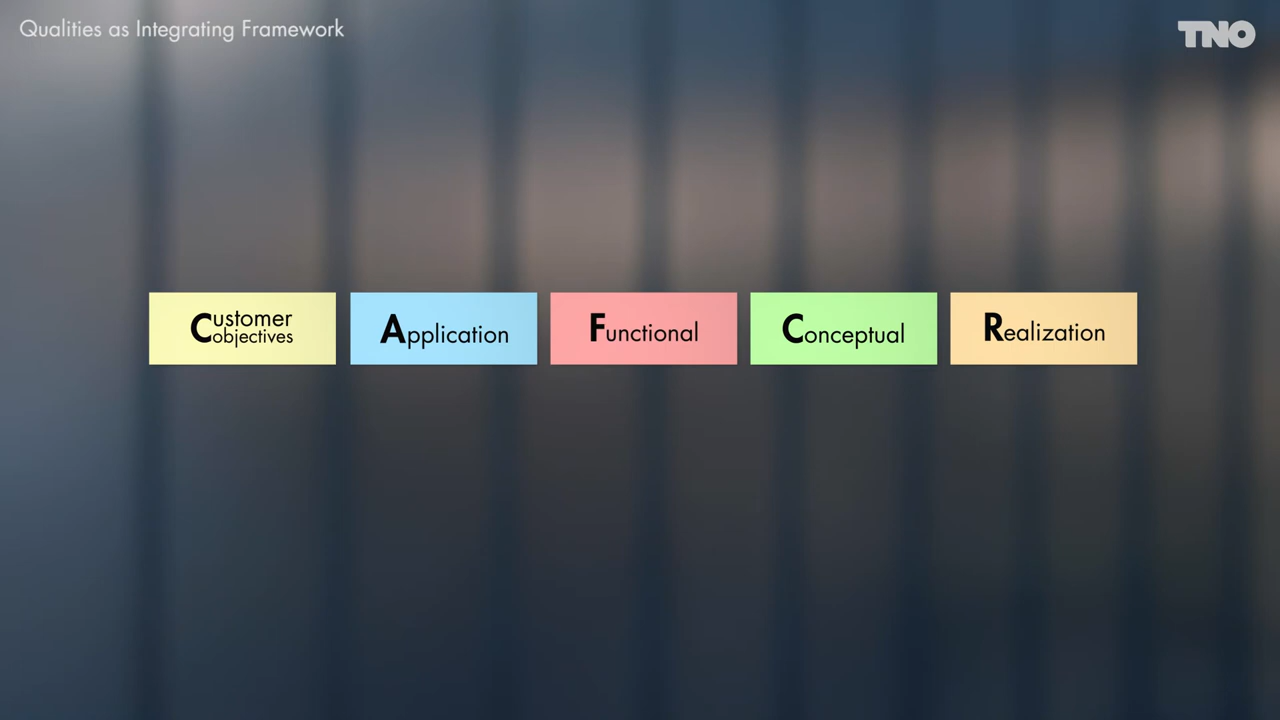 Qualities as Integrating Framework
TNO
Customer objectives
Application
Functional
Conceptual
Realization